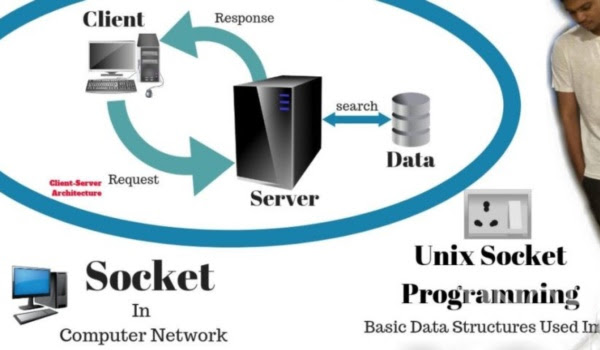 Client
Response
search
Data
Request
Server
Client-Server
Architecture
Socket
In
Computer Network
Unix Socket
Programming
Basic Data Structures Used In